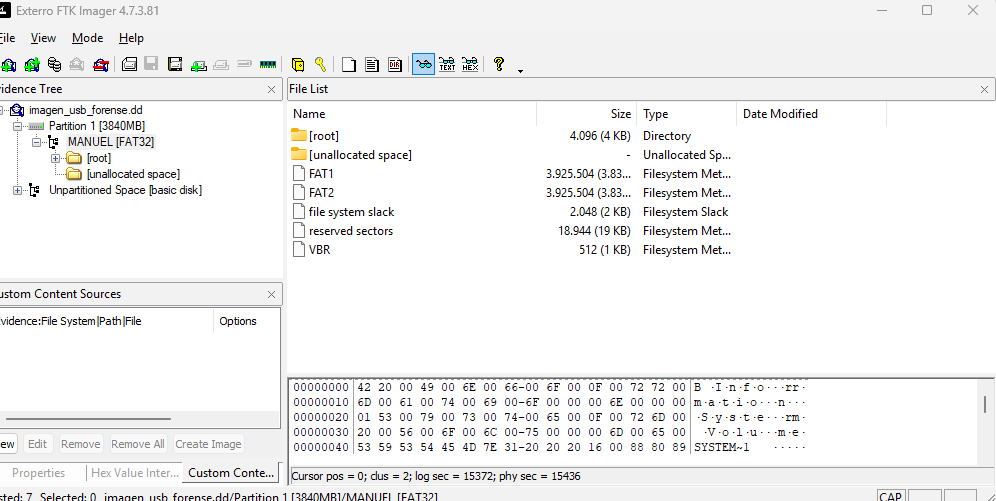 Exterro FTK Imager 4.7.3.81
File View Mode Help
vidence Tree
imagen_usb_forense.dd
Partition 1 [3840MB]
MANUEL [FAT32]
[root]
[unallocated space]
Unpartitioned Space [basic disk]
File List
Name Size Type Date Modified
[root] 4.096 (4 KB) Directory
[unallocated space] - Unallocated Sp...
FAT1 3.925.504 (3.83... Filesystem Met...
FAT2 3.925.504 (3.83... Filesystem Met...
file system slack 2.048 (2 KB) Filesystem Slack
reserved sectors 18.944 (19 KB) Filesystem Met...
VBR 512 (1 KB) Filesystem Met...
ustom Content Sources
vidence:File System|Path|File Options
ew Edit Remove Remove All Create Image
Properties Hex Value Inter... Custom Conte...
00000000 42 20 00 49 00 6E 00 66-00 6F 00 0F 00 72 72 00 B ·I·n·f·o···rr·
00000010 6D 00 61 00 74 00 69 00-6F 00 00 00 6E 00 00 00 m·a·t·i·o···n···
00000020 01 53 00 79 00 73 00 74-00 65 00 0F 00 72 6D 00 ·S·y·s·t·e···rm·
00000030 20 00 56 00 6F 00 6C 00-75 00 00 00 6D 00 65 00 ·V·o·l·u···m·e·
00000040 53 59 53 54 45 4D 7E 31-20 20 20 16 00 88 80 89 SYSTEM~1 ·····
Cursor pos = 0; clus = 2; log sec = 15372; phy sec = 15436
sted: 7 Selected: 0 imagen_usb_forense.dd/Partition 1 [3840MB]/MANUEL [FAT32] CAP